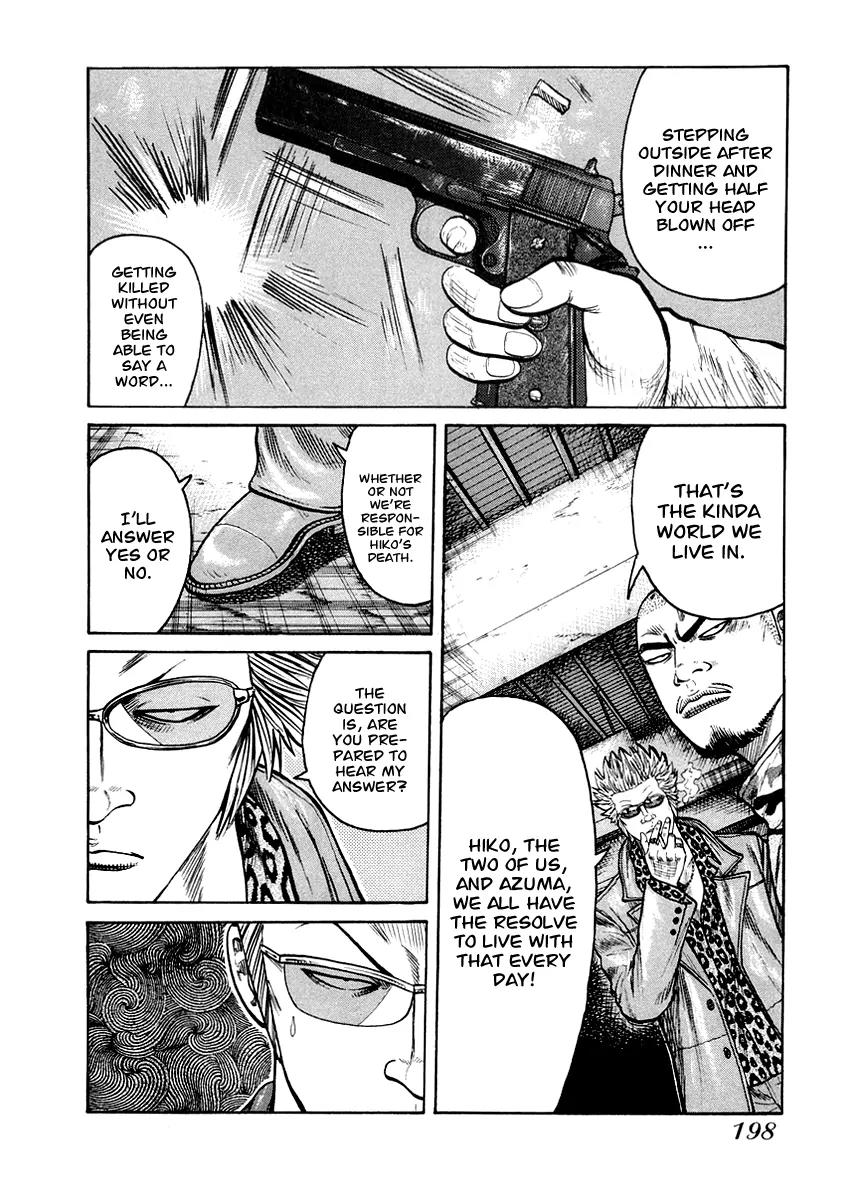 STEPPING
OUTSIDE AFTER
DINNER AND
GETTING HALF
YOUR HEAD
BLOWN OFF
...
GETTING
KILLED
WITHOUT
EVEN
BEING
ABLE TO
SAY A
WORD...
THAT'S
THE KINDA
WORLD WE
LIVE IN.
HIKO, THE
TWO OF US,
AND AZUMA,
WE ALL HAVE
THE RESOLVE
TO LIVE WITH
THAT EVERY
DAY!
WHETHER
OR NOT
WE'RE
RESPON-
SIBLE FOR
HIKO'S
DEATH.
I'LL
ANSWER
YES OR
NO.
THE
QUESTION
IS, ARE
YOU PRE-
PARED TO
HEAR MY
ANSWER?
198